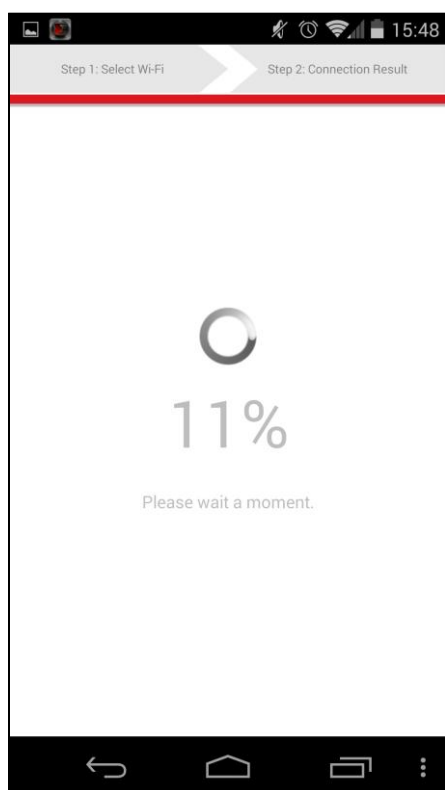 15:48
Step 1: Select Wi-Fi
Step 2: Connection Result
11%
Please wait a moment.